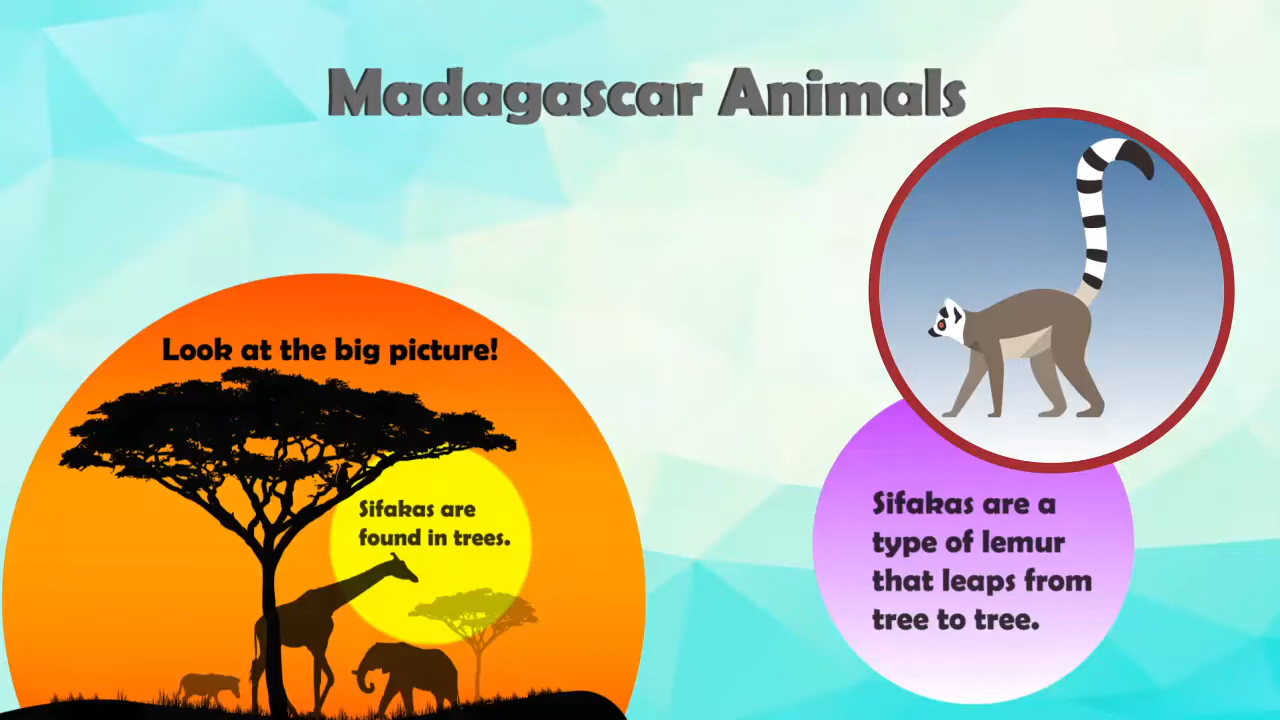 Madagascar Animals
Look at the big picture!
Sifakas are
found in trees.
Sifakas are a
type of lemur
that leaps from
tree to tree.